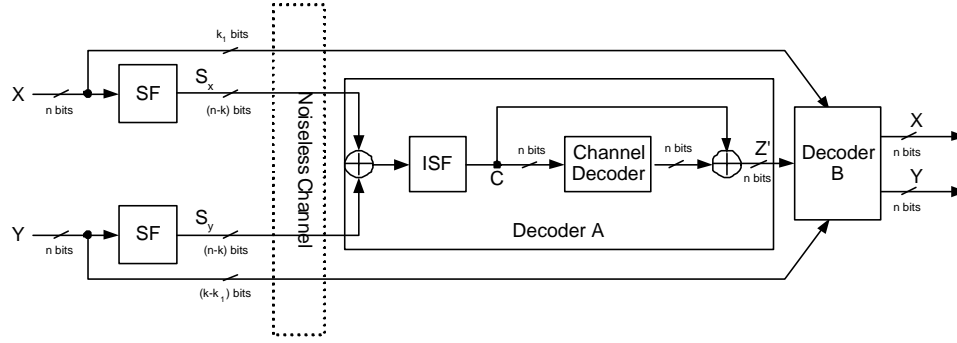 k1 bits
X
n bits
SF
Sx
(n-k) bits
Noiseless Channel
ISF
C
n bits
Channel
Decoder
n bits
Z'
n bits
Decoder
B
X
n bits
Y
n bits
Decoder A
Y
n bits
SF
Sy
(n-k) bits
(k-k1) bits